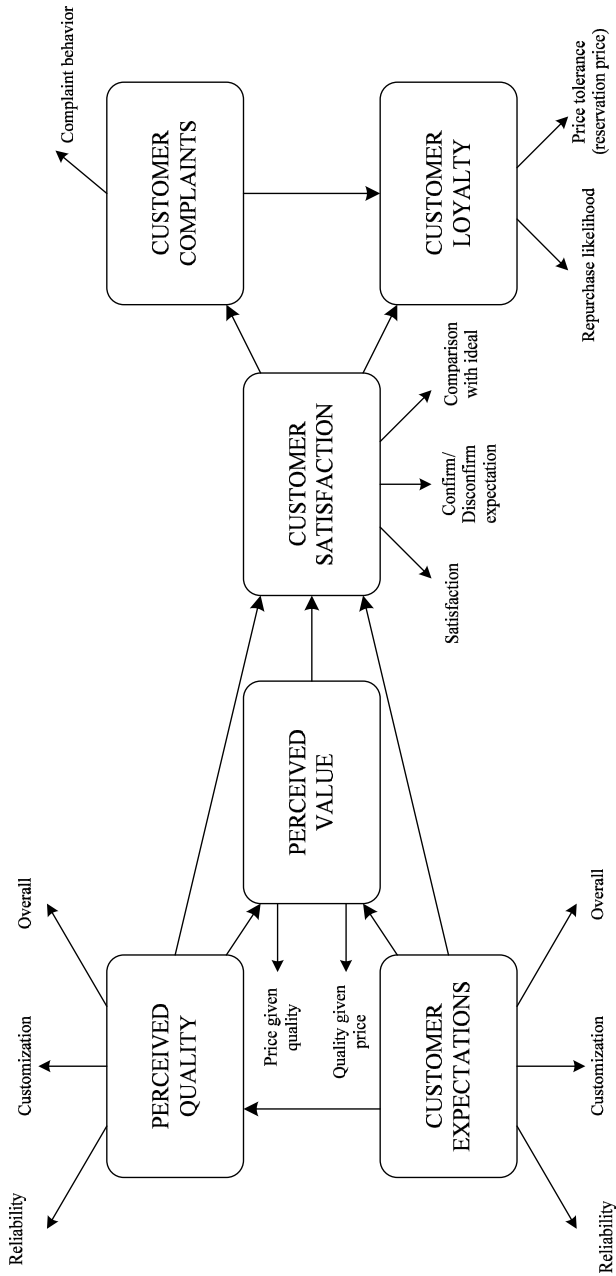 Reliability
Customization
Overall
PERCEIVED
QUALITY
Price given
quality
Quality given
price
CUSTOMER
EXPECTATIONS
Reliability
Customization
Overall
PERCEIVED
VALUE
CUSTOMER
SATISFACTION
Satisfaction
Confirm/
Disconfirm
expectation
Comparison
with ideal
Complaint behavior
CUSTOMER
COMPLAINTS
CUSTOMER
LOYALTY
Repurchase likelihood
Price tolerance
(reservation price)